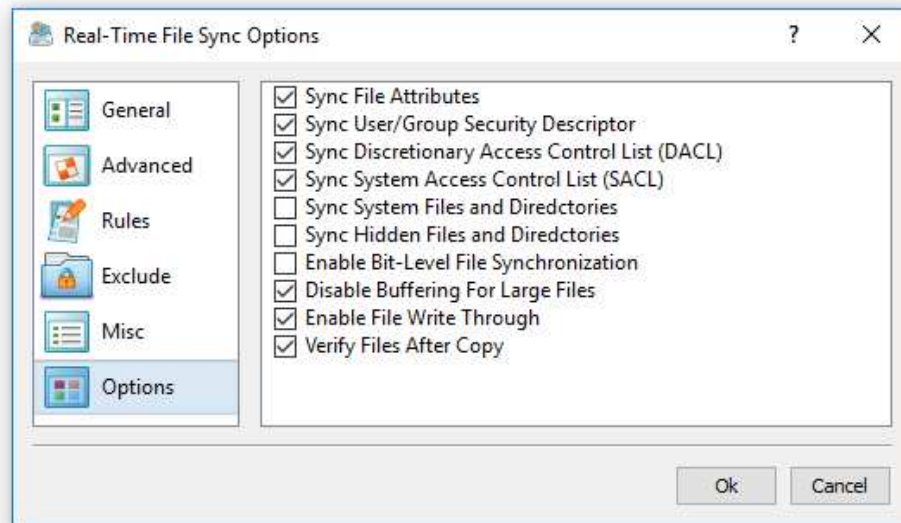 Real-Time File Sync Options
?
General
Advanced
Rules
Exclude
Misc
Options
Sync File Attributes
Sync User/Group Security Descriptor
Sync Discretionary Access Control List (DACL)
Sync System Access Control List (SACL)
Sync System Files and Diredctories
Sync Hidden Files and Diredctories
Enable Bit-Level File Synchronization
Disable Buffering For Large Files
Enable File Write Through
Verify Files After Copy
Ok
Cancel